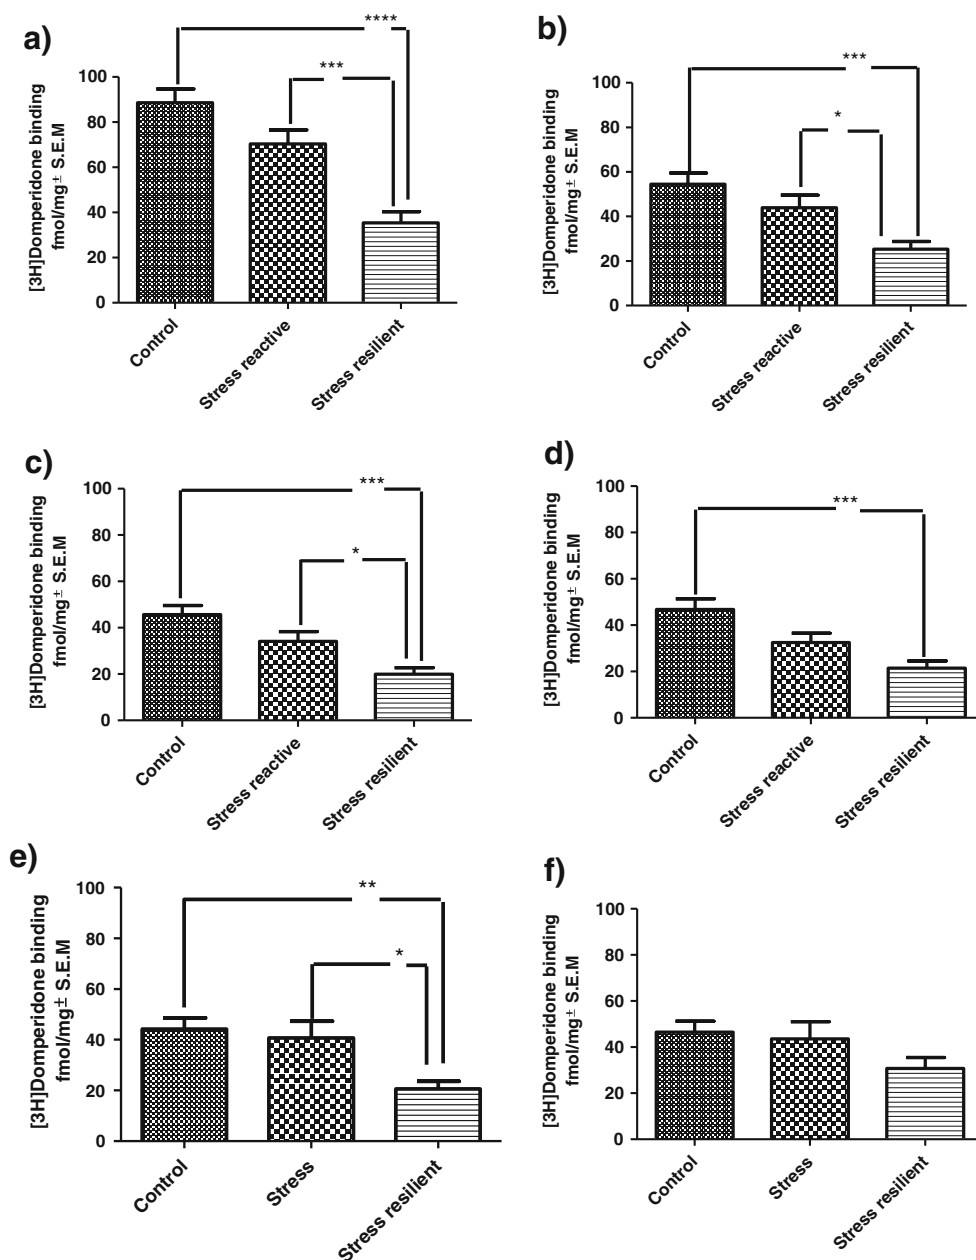 a)
****
***
[3H]Domperidone binding
fmol/mg± S.E.M
100
80
60
40
20
0
Control
Stress reactive
Stress resilient
b)
***
*
[3H]Domperidone binding
fmol/mg± S.E.M
100
80
60
40
20
0
Control
Stress reactive
Stress resilient
c)
***
*
[3H]Domperidone binding
fmol/mg± S.E.M
100
80
60
40
20
0
Control
Stress reactive
Stress resilient
d)
***
[3H]Domperidone binding
fmol/mg± S.E.M
100
80
60
40
20
0
Control
Stress reactive
Stress resilient
e)
**
*
[3H]Domperidone binding
fmol/mg± S.E.M
100
80
60
40
20
0
Control
Stress
Stress resilient
f)
[3H]Domperidone binding
fmol/mg± S.E.M
100
80
60
40
20
0
Control
Stress
Stress resilient